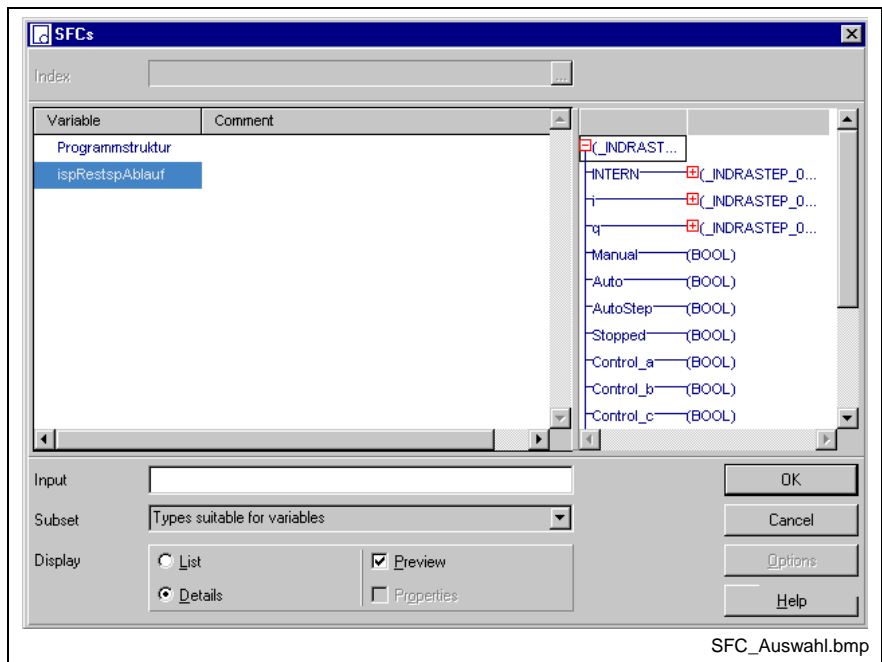 SFCs
Index
...
Variable Comment
Programmstruktur
ispRestspAblauf
(_INDRAST...
INTERN (_INDRASTEP_0...
i (_INDRASTEP_0...
q (_INDRASTEP_0...
Manual (BOOL)
Auto (BOOL)
AutoStep (BOOL)
Stopped (BOOL)
Control_a (BOOL)
Control_b (BOOL)
Control_c (BOOL)
Input
OK
Subset Types suitable for variables
Cancel
Display List Preview
Options
Details Properties
Help
SFC_Auswahl.bmp